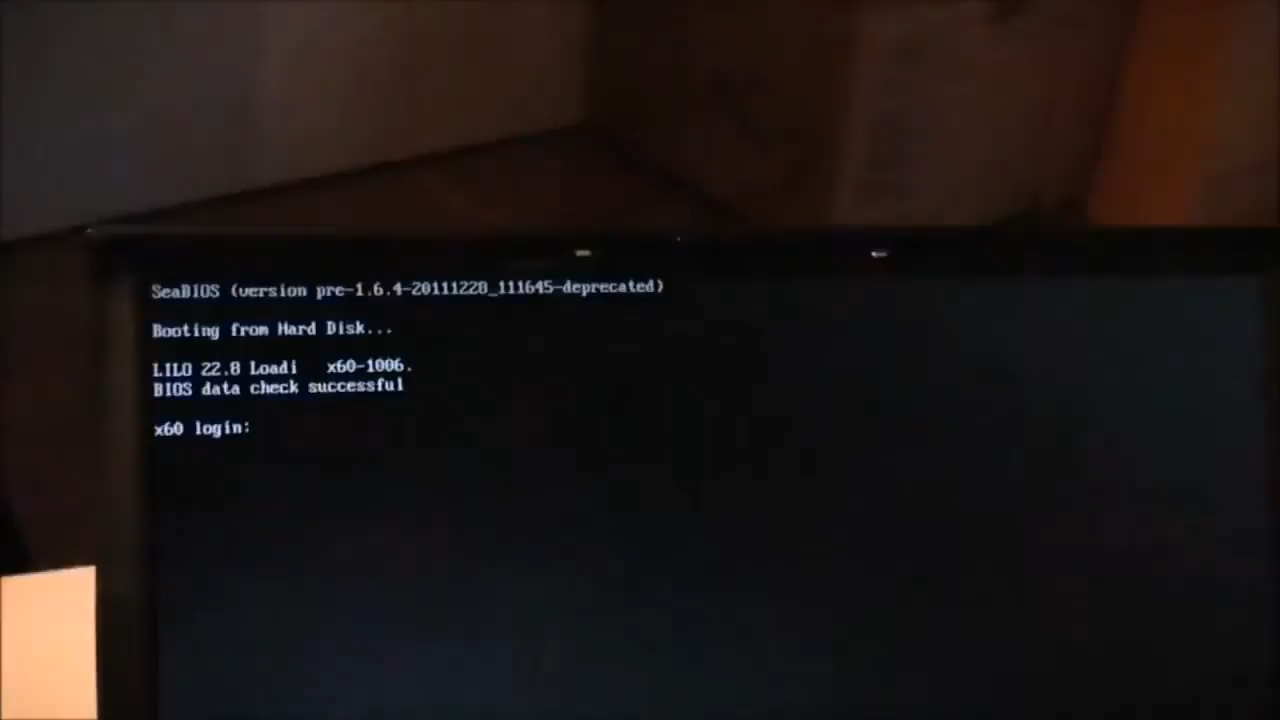 SeaBIOS (version pre-1.6.4-20111228_111645-deprecated)
Booting from Hard Disk...
LILO 22.8 Loadi x60-1006.
BIOS data check successful
x60 login: